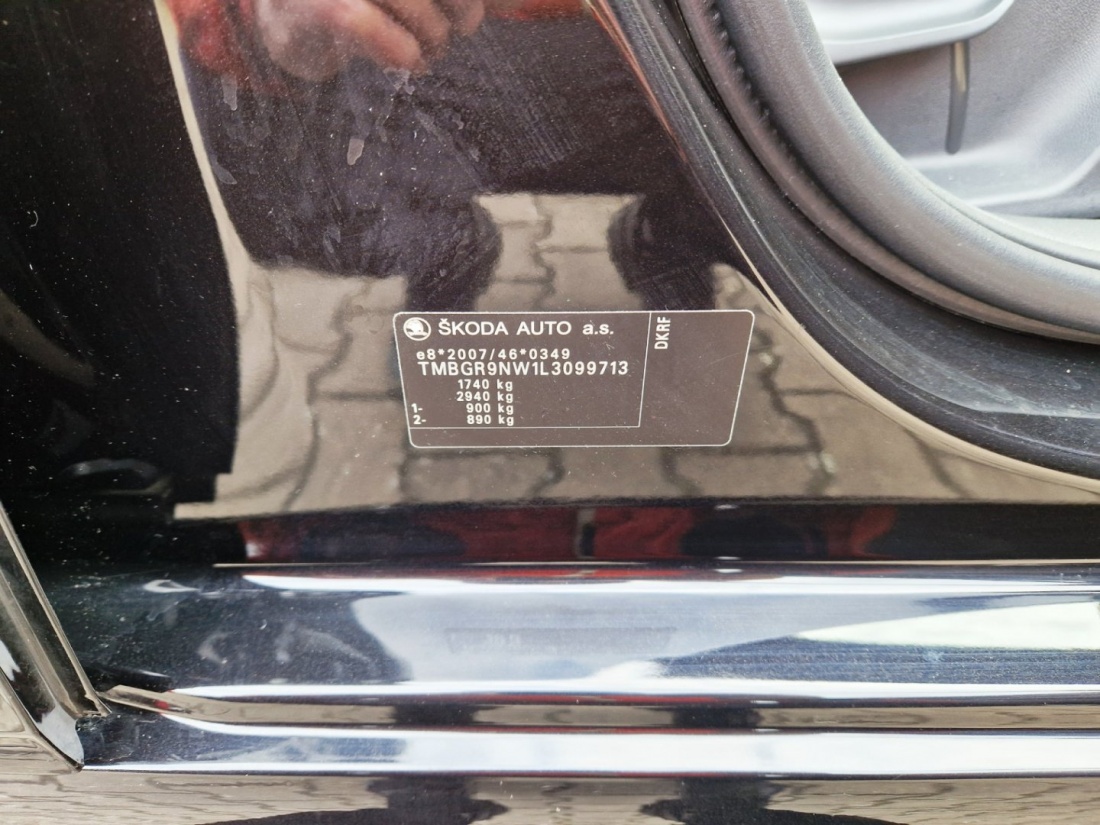 ŠKODA AUTO a.s.
DKRF
e8*2007/46*0349
TMBGR9NW1L3099713
1740 kg
2940 kg
1- 900 kg
2- 890 kg